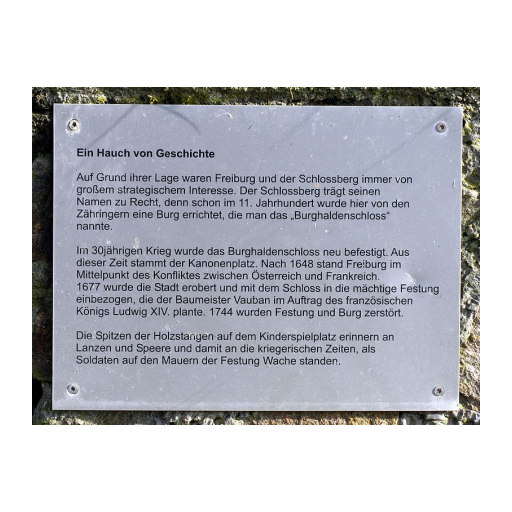 Ein Hauch von Geschichte
Auf Grund ihrer Lage waren Freiburg und der Schlossberg immer von
großem strategischem Interesse. Der Schlossberg trägt seinen
Namen zu Recht, denn schon im 11. Jahrhundert wurde hier von den
Zähringern eine Burg errichtet, die man das „Burghaldenschloss“
nannte.
Im 30jährigen Krieg wurde das Burghaldenschloss neu befestigt. Aus
dieser Zeit stammt der Kanonenplatz. Nach 1648 stand Freiburg im
Mittelpunkt des Konfliktes zwischen Österreich und Frankreich.
1677 wurde die Stadt erobert und mit dem Schloss in die mächtige Festung
einbezogen, die der Baumeister Vauban im Auftrag des französischen
Königs Ludwig XIV. plante. 1744 wurden Festung und Burg zerstört.
Die Spitzen der Holzstangen auf dem Kinderspielplatz erinnern an
Lanzen und Speere und damit an die kriegerischen Zeiten, als
Soldaten auf den Mauern der Festung Wache standen.